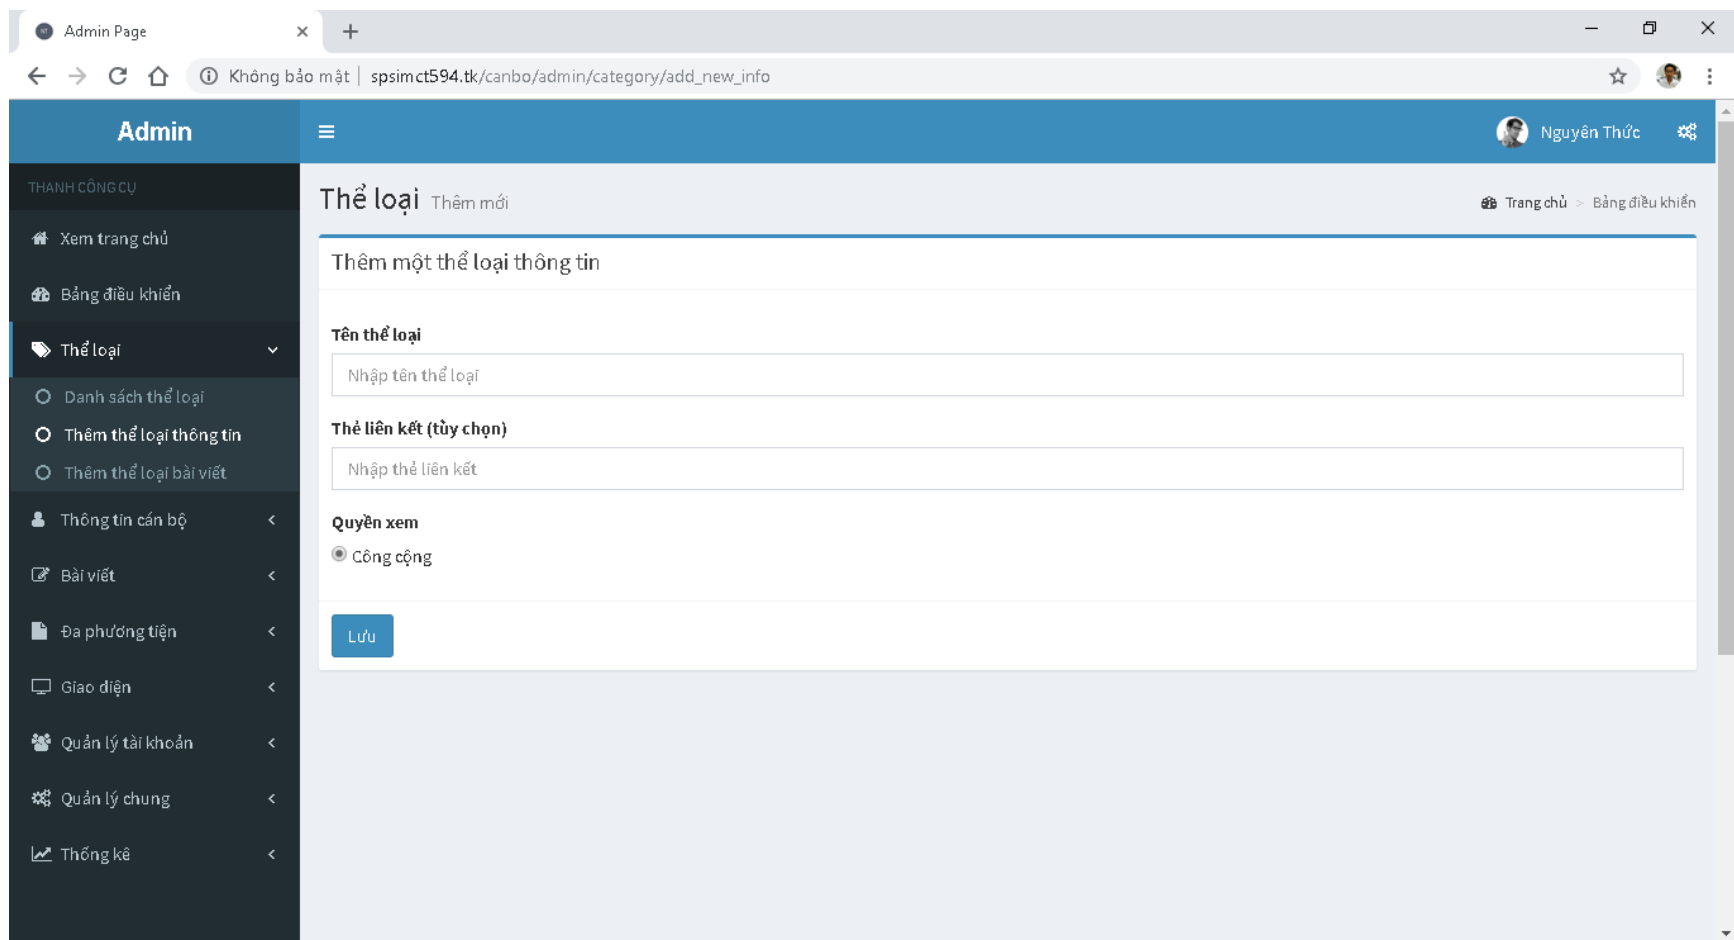 Admin Page
Không bảo mật | spsimct594.tk/canbo/admin/category/add_new_info
Admin
Nguyên Thức
THANH CÔNG CỤ
Thể loại Thêm mới
Trang chủ > Bảng điều khiển
Xem trang chủ
Thêm một thể loại thông tin
Bảng điều khiển
Tên thể loại
Thể loại
Nhập tên thể loại
Danh sách thể loại
Thẻ liên kết (tùy chọn)
Thêm thể loại thông tin
Nhập thẻ liên kết
Thêm thể loại bài viết
Quyền xem
Thông tin cán bộ
Công cộng
Bài viết
Đa phương tiện
Lưu
Giao diện
Quản lý tài khoản
Quản lý chung
Thống kê